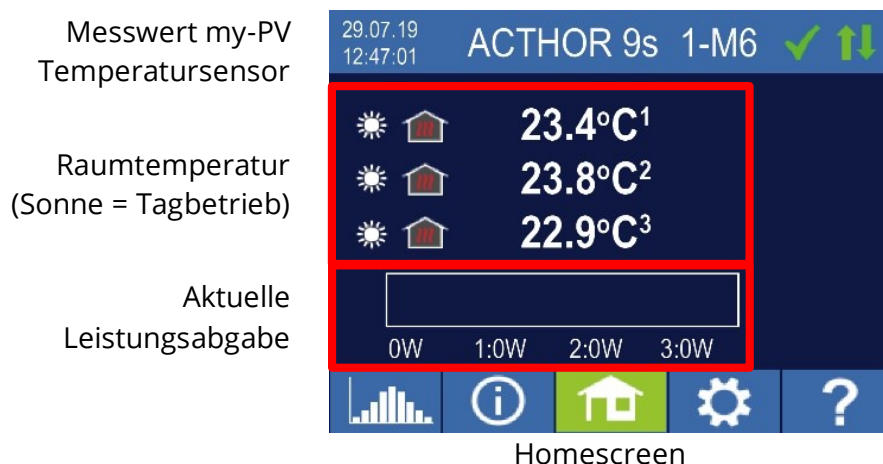 Messwert my-PV
Temperatursensor
Raumtemperatur
(Sonne = Tagbetrieb)
Aktuelle
Leistungsabgabe
29.07.19
12:47:01
ACTHOR 9s 1-M6
23.4°C¹
23.8°C²
22.9°C³
0W 1:0W 2:0W 3:0W
?
Homescreen